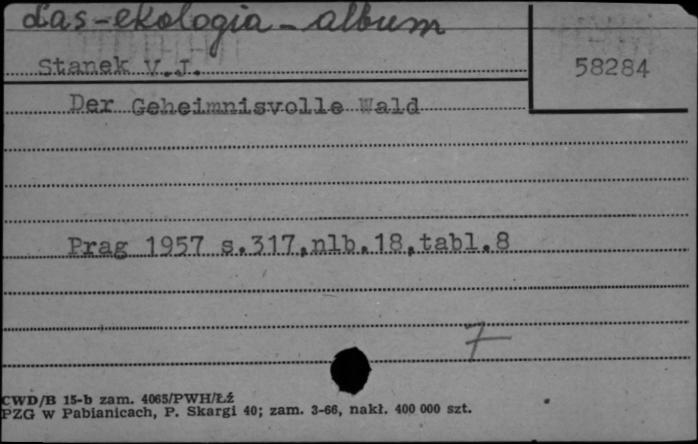 Las-ekologia-album
Stanek V.J.
58284
Der Geheimnisvolle Wald
Prag 1957 s.317,nlb.18,tabl.8
7
CWD/B 15-b zam. 4065/PWH/ŁŹ
PZG w Pabianicach, P. Skargi 40; zam. 3-66, nakł. 400 000 szt.